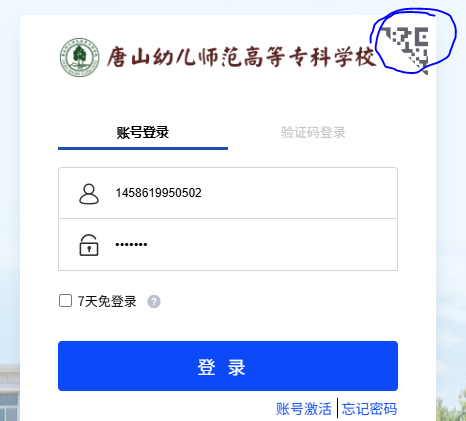 唐山幼儿师范高等专科学校
账号登录
验证码登录
1458619950502
•••••••
7天免登录 ?
登 录
账号激活 | 忘记密码